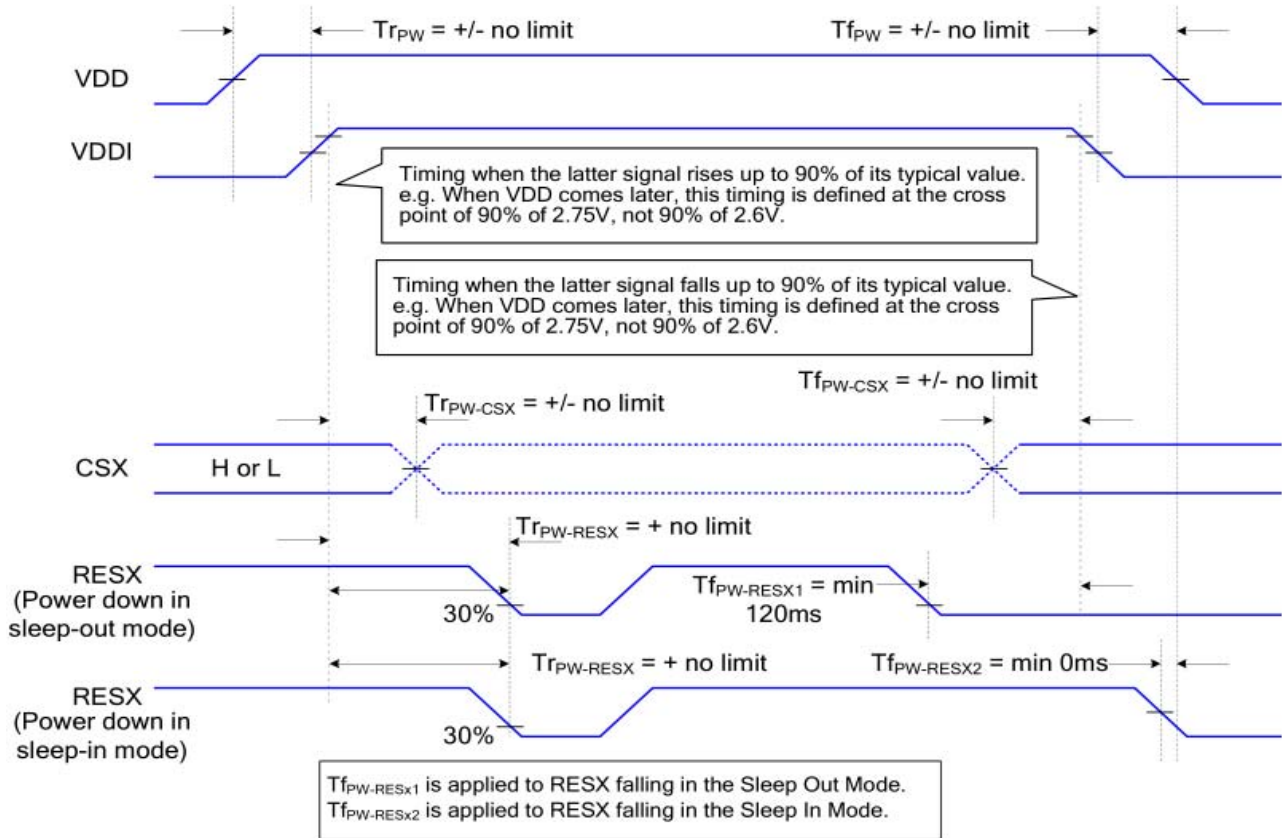 TrPW = +/- no limit
TfPW = +/- no limit
VDD
VDDI
Timing when the latter signal rises up to 90% of its typical value.
e.g. When VDD comes later, this timing is defined at the cross
point of 90% of 2.75V, not 90% of 2.6V.
Timing when the latter signal falls up to 90% of its typical value.
e.g. When VDD comes later, this timing is defined at the cross
point of 90% of 2.75V, not 90% of 2.6V.
TfPW-CSX = +/- no limit
TrPW-CSX = +/- no limit
CSX
H or L
TrPW-RESX = + no limit
RESX
(Power down in
sleep-out mode)
30%
TfPW-RESX1 = min
120ms
TrPW-RESX = + no limit
TfPW-RESX2 = min 0ms
RESX
(Power down in
sleep-in mode)
30%
TfPW-RESx1 is applied to RESX falling in the Sleep Out Mode.
TfPW-RESx2 is applied to RESX falling in the Sleep In Mode.